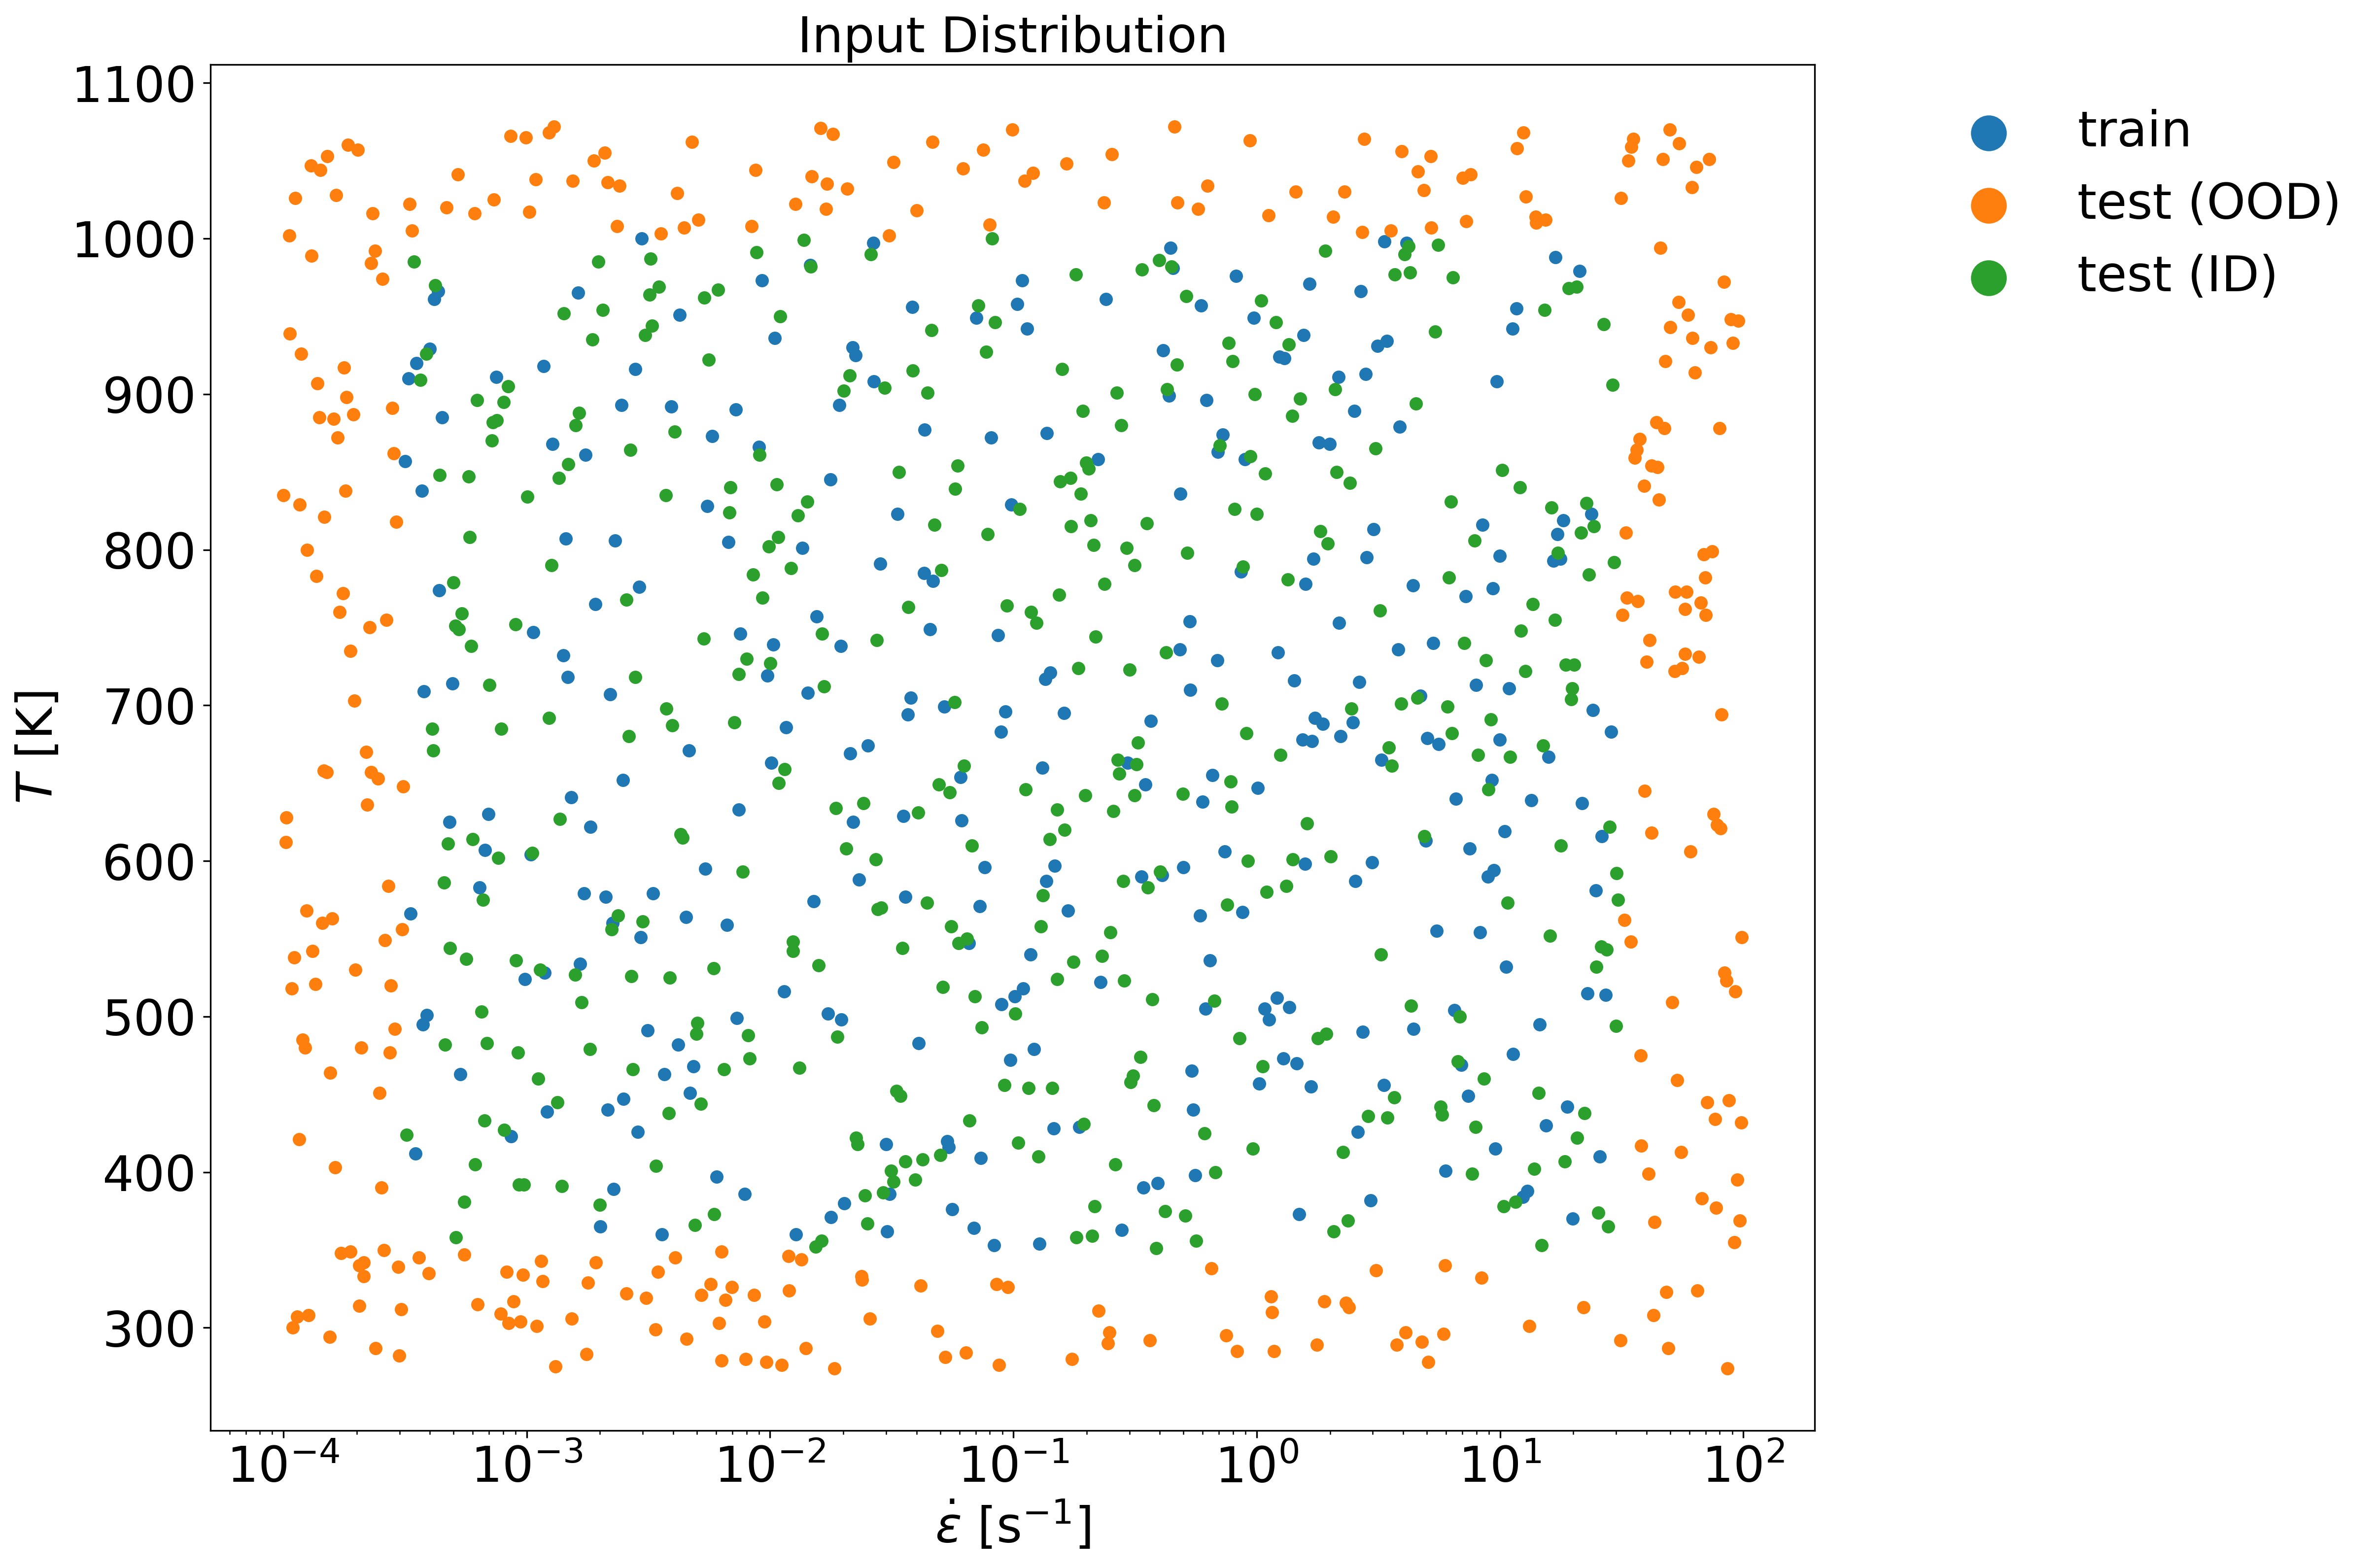 Input Distribution
1100
1000
900
800
700
600
500
400
300
T [K]
10⁻⁴ 10⁻³ 10⁻² 10⁻¹ 10⁰ 10¹ 10²
ε̇ [s⁻¹]
train
test (OOD)
test (ID)